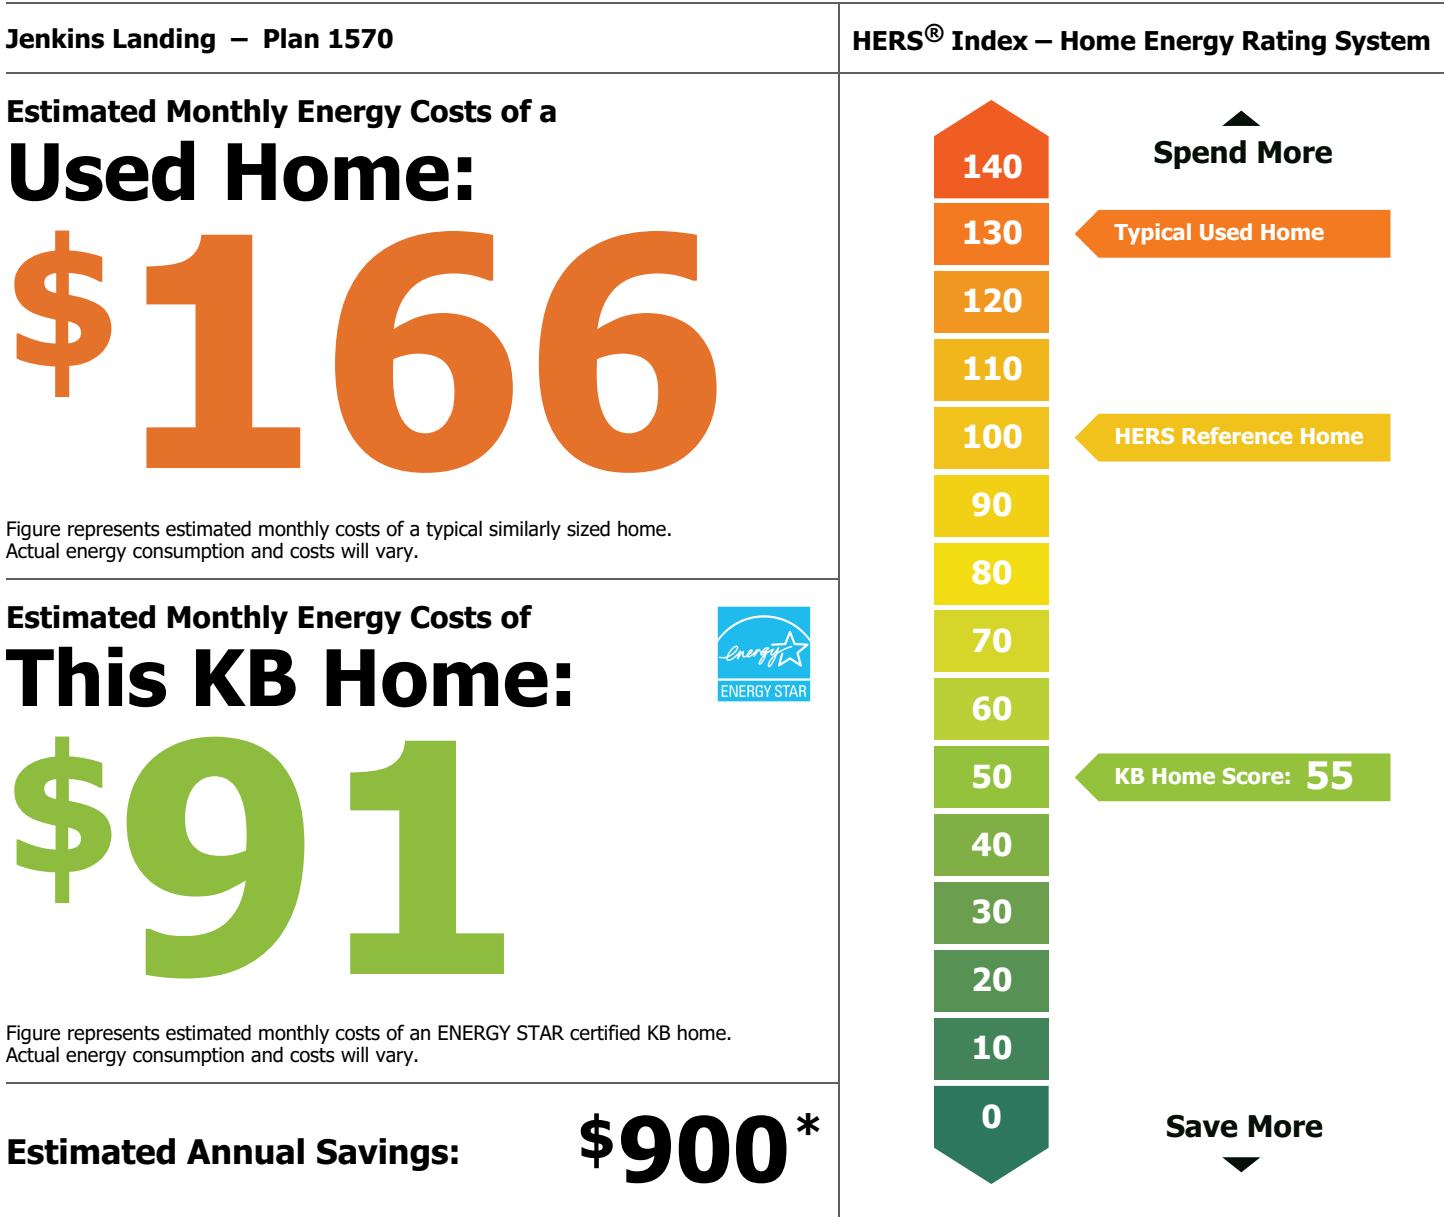 Jenkins Landing – Plan 1570
Estimated Monthly Energy Costs of a
Used Home:
$166
Figure represents estimated monthly costs of a typical similarly sized home.
Actual energy consumption and costs will vary.
Estimated Monthly Energy Costs of
This KB Home:
energy
ENERGY STAR
$91
Figure represents estimated monthly costs of an ENERGY STAR certified KB home.
Actual energy consumption and costs will vary.
Estimated Annual Savings: $900*
HERS® Index – Home Energy Rating System
Spend More
140
130 Typical Used Home
120
110
100 HERS Reference Home
90
80
70
60
50 KB Home Score: 55
40
30
20
10
0
Save More